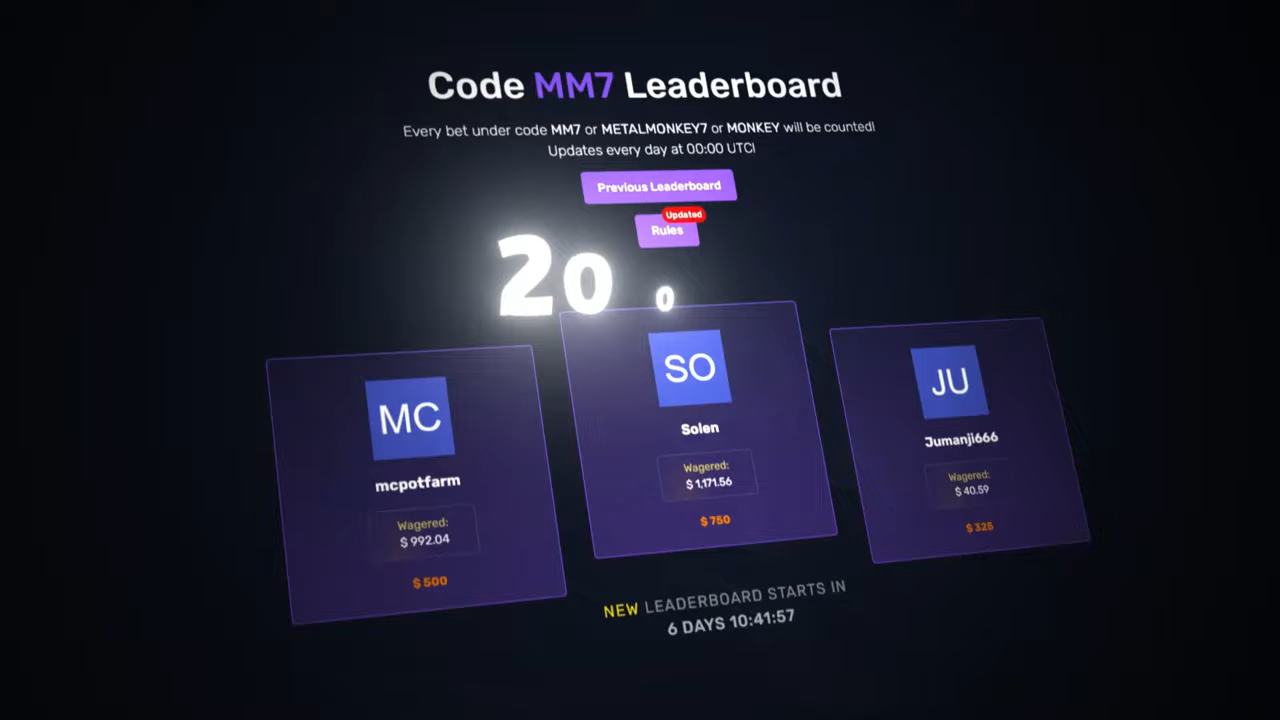 Code MM7 Leaderboard
Every bet under code MM7 or METALMONKEY7 or MONKEY will be counted!
Updates every day at 00:00 UTC!
Previous Leaderboard
Updated
Rules
20 0
MC
mcpotfarm
Wagered:
$ 992.04
$ 500
SO
Solen
Wagered:
$ 1,171.56
$ 750
JU
Jumanji666
Wagered:
$ 40.59
$ 325
NEW LEADERBOARD STARTS IN
6 DAYS 10:41:57